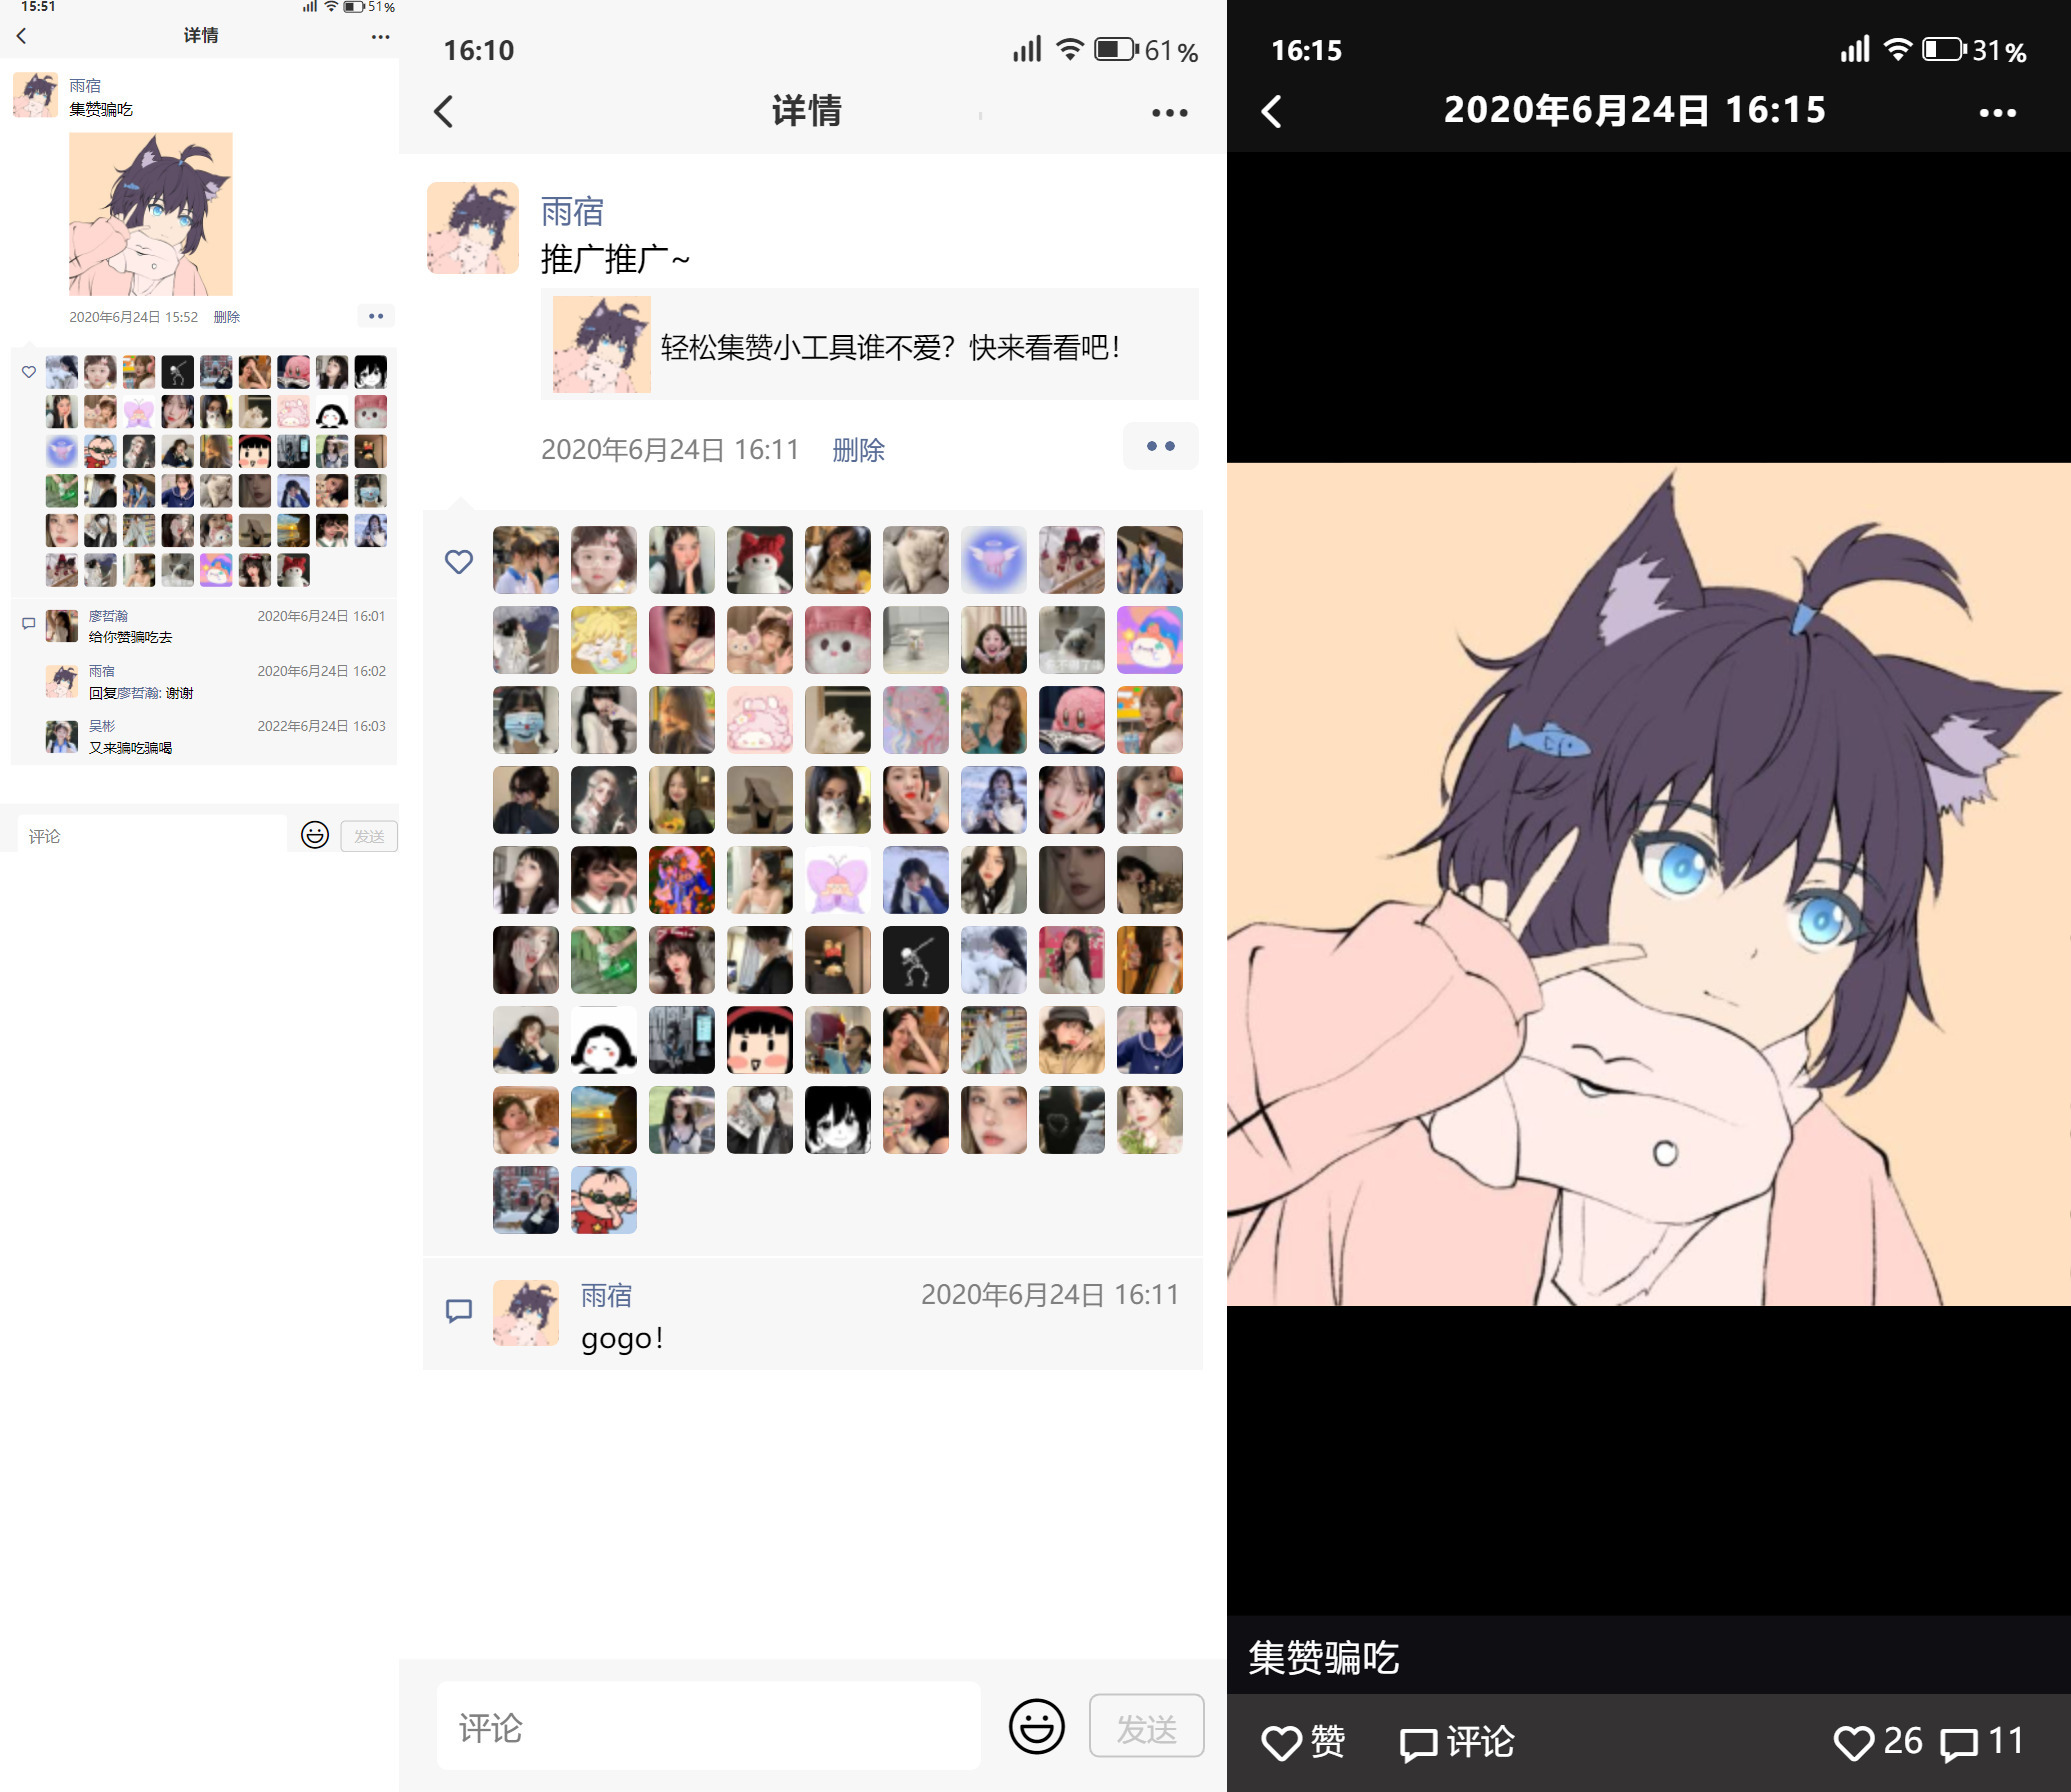 15:51
51%
详情
雨宿
集赞骗吃
2020年6月24日 15:52 删除
廖哲瀚 2020年6月24日 16:01
给你赞骗吃去
雨宿 2020年6月24日 16:02
回复廖哲瀚: 谢谢
吴彬 2022年6月24日 16:03
又来骗吃骗喝
评论
发送
16:10
61%
详情
雨宿
推广推广~
轻松集赞小工具谁不爱？快来看看吧！
2020年6月24日 16:11 删除
雨宿 2020年6月24日 16:11
gogo！
评论
发送
16:15
31%
2020年6月24日 16:15
集赞骗吃
赞 评论 26 11